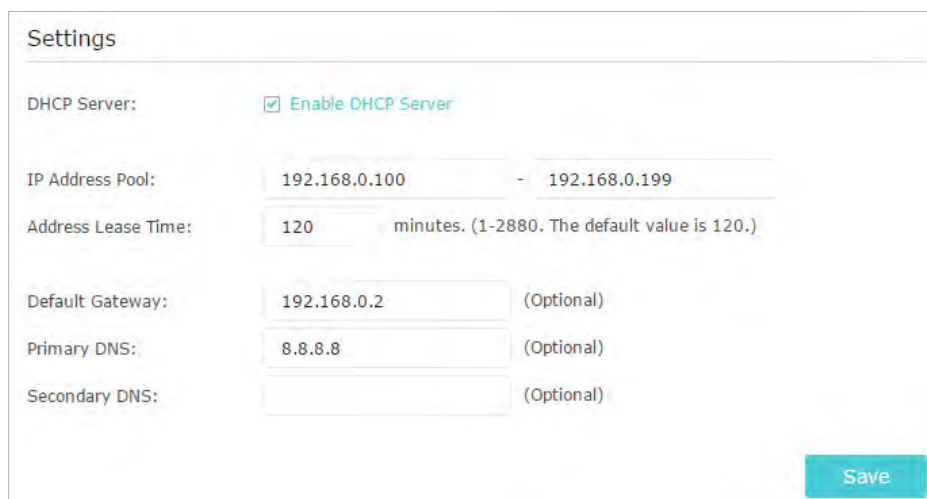 Settings
DHCP Server: Enable DHCP Server
IP Address Pool: 192.168.0.100 - 192.168.0.199
Address Lease Time: 120 minutes. (1-2880. The default value is 120.)
Default Gateway: 192.168.0.2 (Optional)
Primary DNS: 8.8.8.8 (Optional)
Secondary DNS: (Optional)
Save